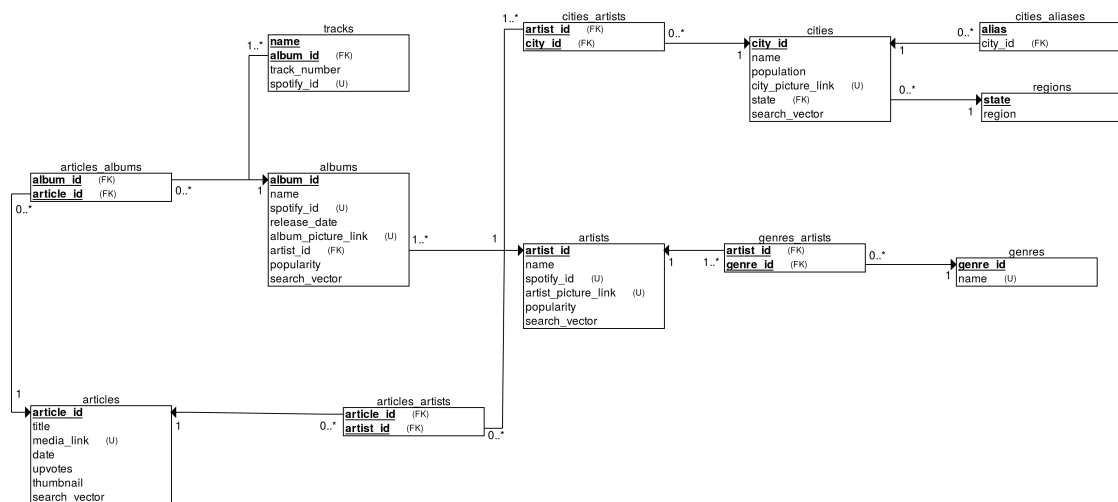 tracks
name
album_id (FK)
track_number
spotify_id (U)
1..*
cities_artists
artist_id (FK)
city_id (FK)
1..*
0..*
1
cities
city_id
name
population
city_picture_link (U)
state (FK)
search_vector
cities_aliases
alias
city_id (FK)
0..*
1
regions
state
region
0..*
1
articles_albums
album_id (FK)
article_id (FK)
0..*
0..*
1
albums
album_id
name
spotify_id (U)
release_date
album_picture_link (U)
artist_id (FK)
popularity
search_vector
1..*
1
artists
artist_id
name
spotify_id (U)
artist_picture_link (U)
popularity
search_vector
1
genres_artists
artist_id (FK)
genre_id (FK)
1..*
0..*
1
genres
genre_id
name (U)
1
articles
article_id
title
media_link (U)
date
upvotes
thumbnail
search_vector
1
articles_artists
article_id (FK)
artist_id (FK)
0..*
0..*